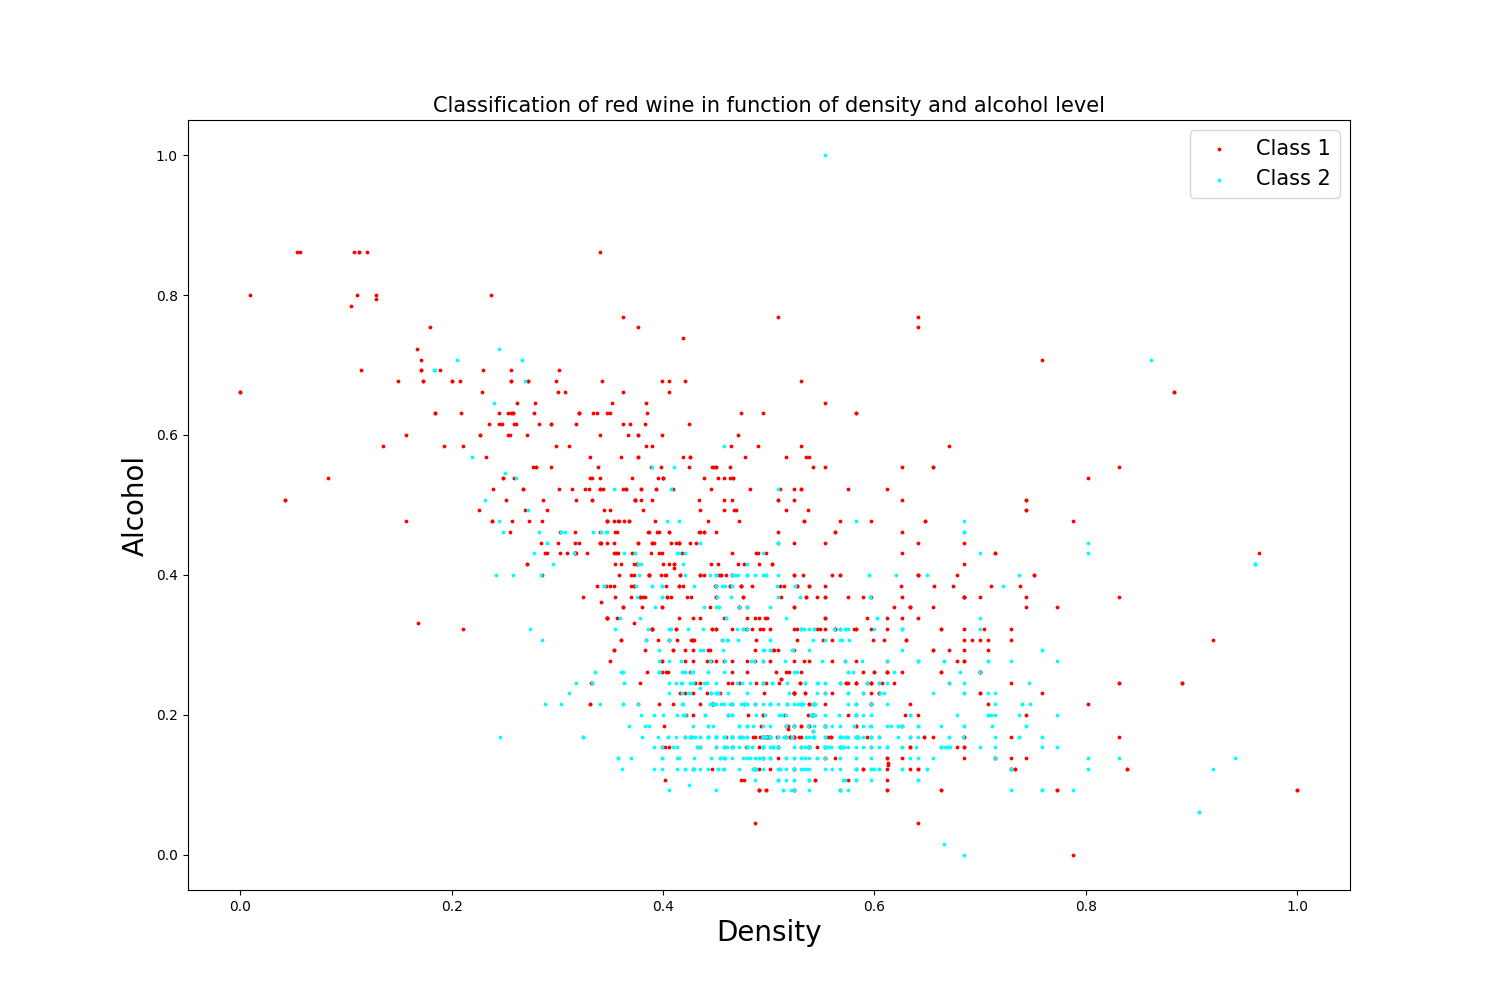 Classification of red wine in function of density and alcohol level
Class 1
Class 2
1.0
0.8
0.6
0.4
0.2
0.0
Alcohol
0.0 0.2 0.4 0.6 0.8 1.0
Density